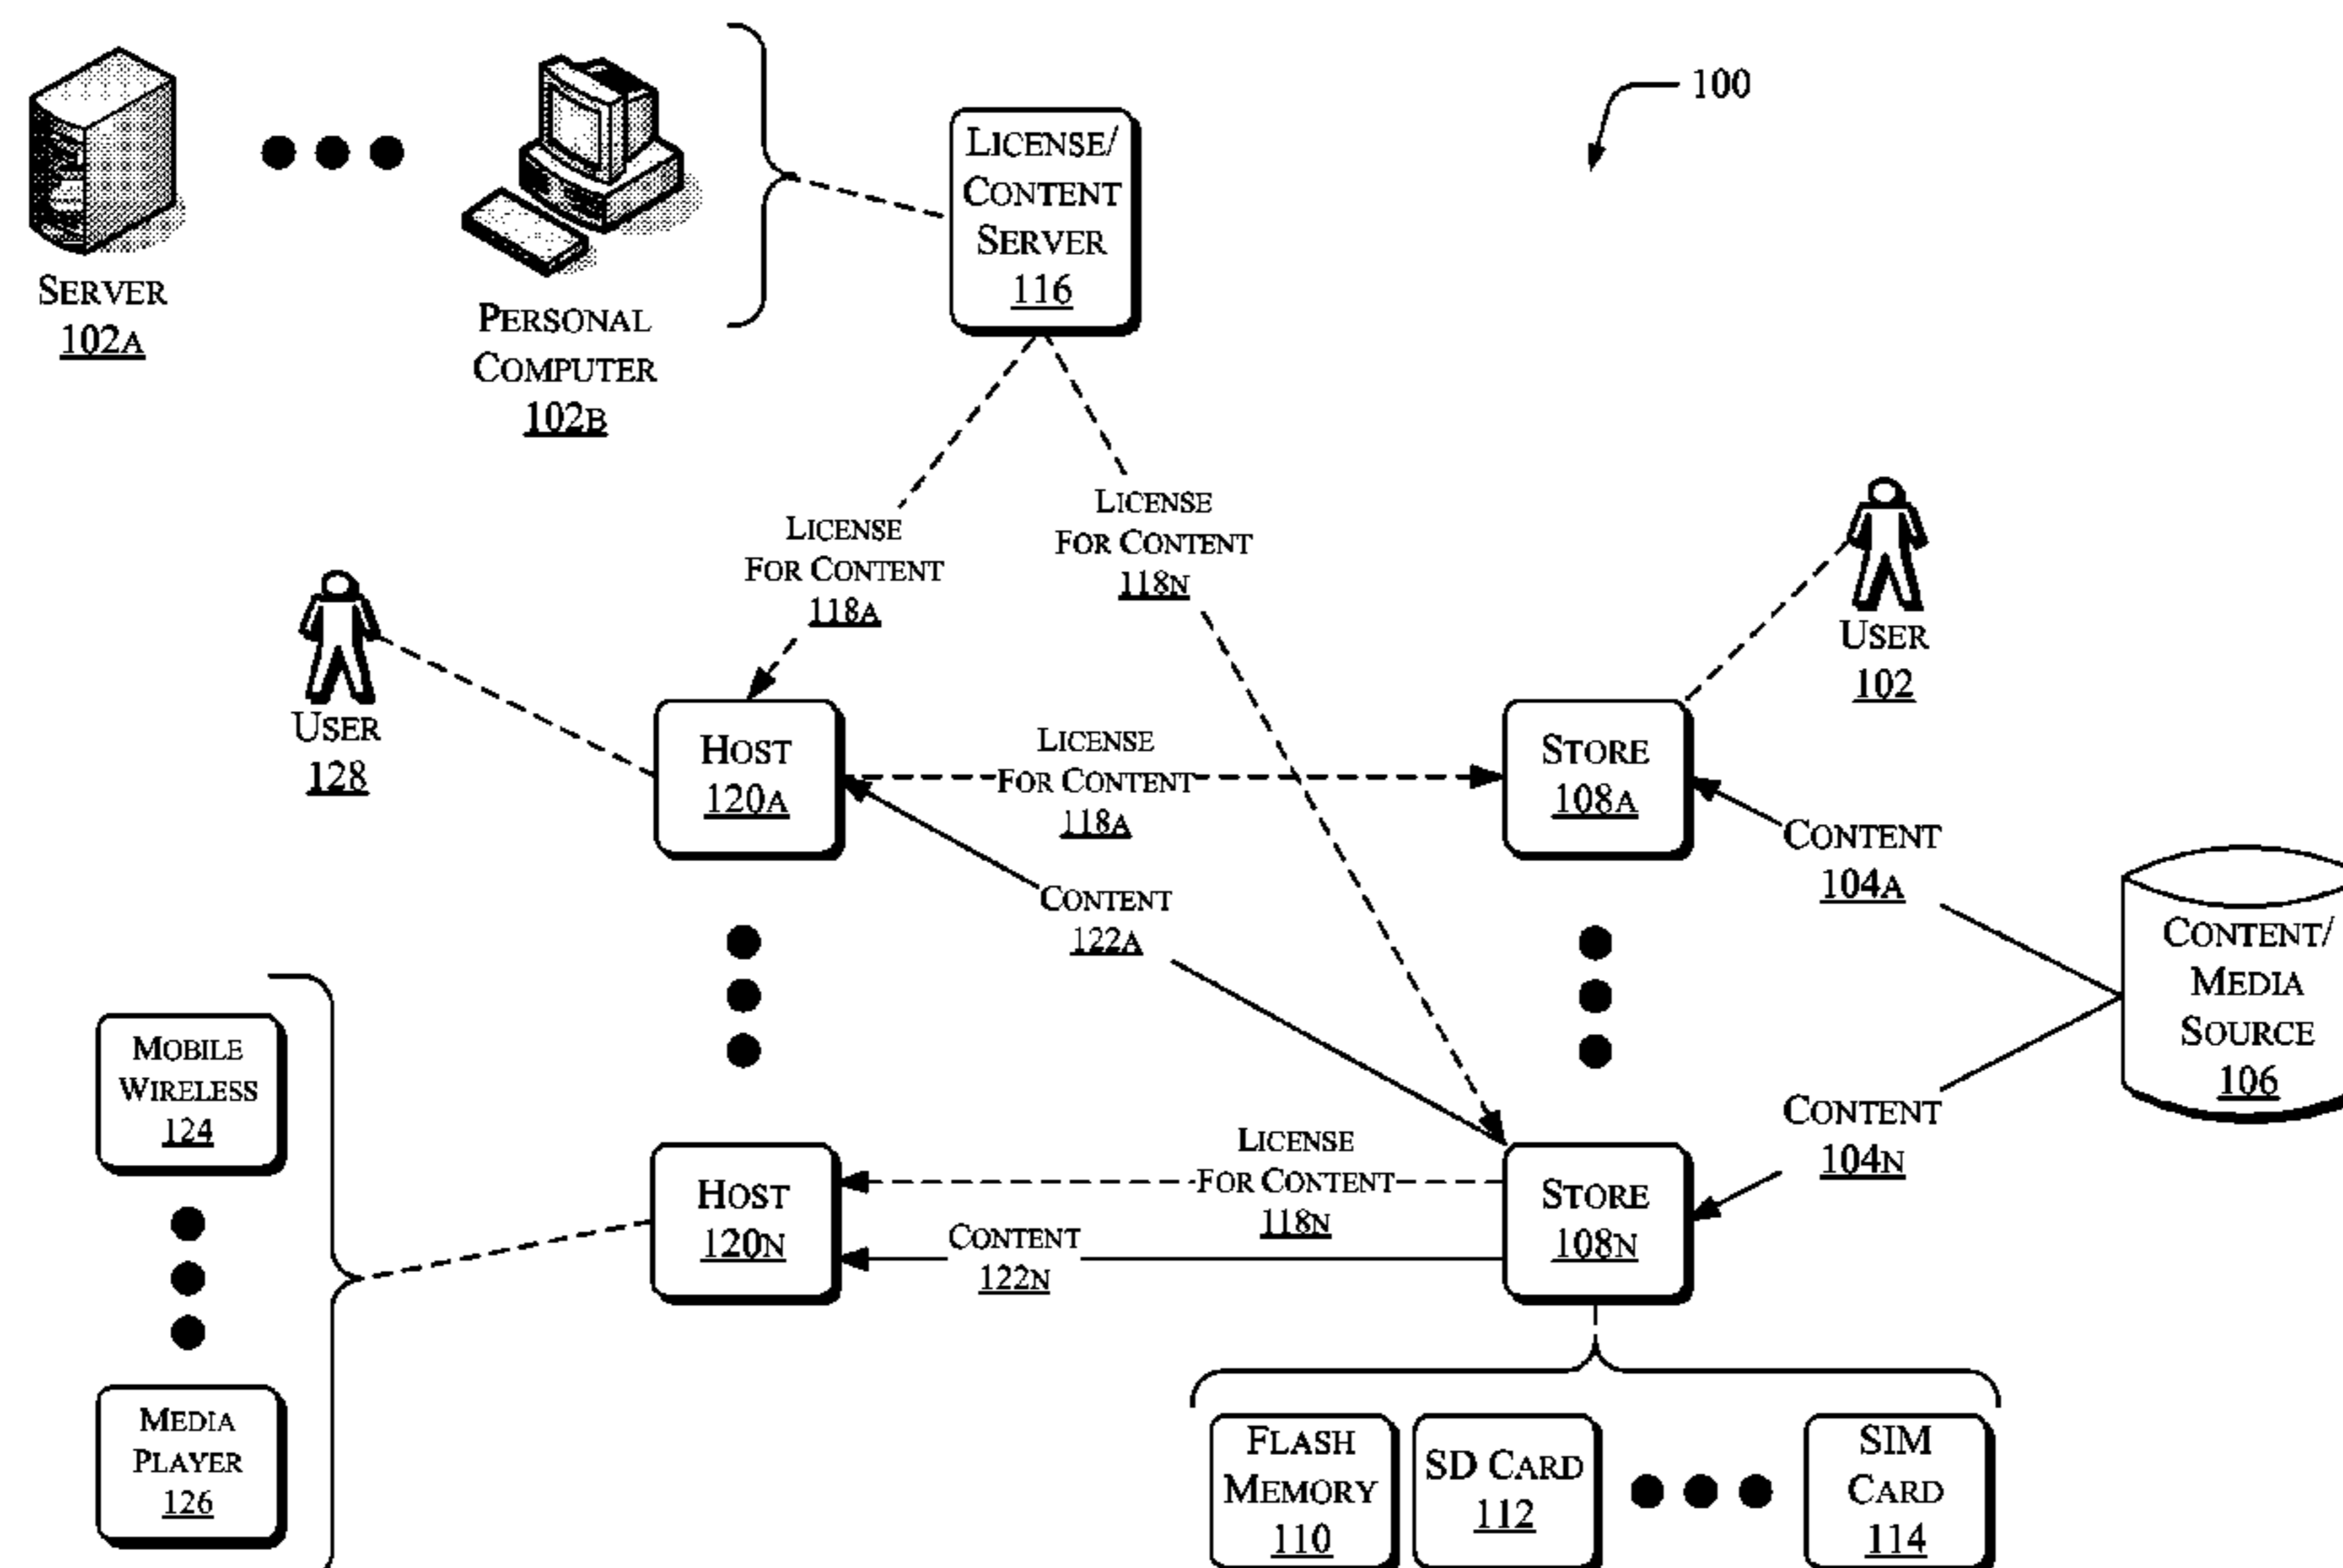 100
LICENSE/
CONTENT
SERVER
116
SERVER
102A
PERSONAL
COMPUTER
102B
LICENSE
FOR CONTENT
118A
LICENSE
FOR CONTENT
118N
USER
102
USER
128
HOST
120A
LICENSE
FOR CONTENT
118A
STORE
108A
CONTENT
104A
CONTENT
122A
CONTENT/
MEDIA
SOURCE
106
MOBILE
WIRELESS
124
CONTENT
104N
HOST
120N
LICENSE
FOR CONTENT
118N
CONTENT
122N
STORE
108N
MEDIA
PLAYER
126
FLASH
MEMORY
110
SD CARD
112
SIM
CARD
114